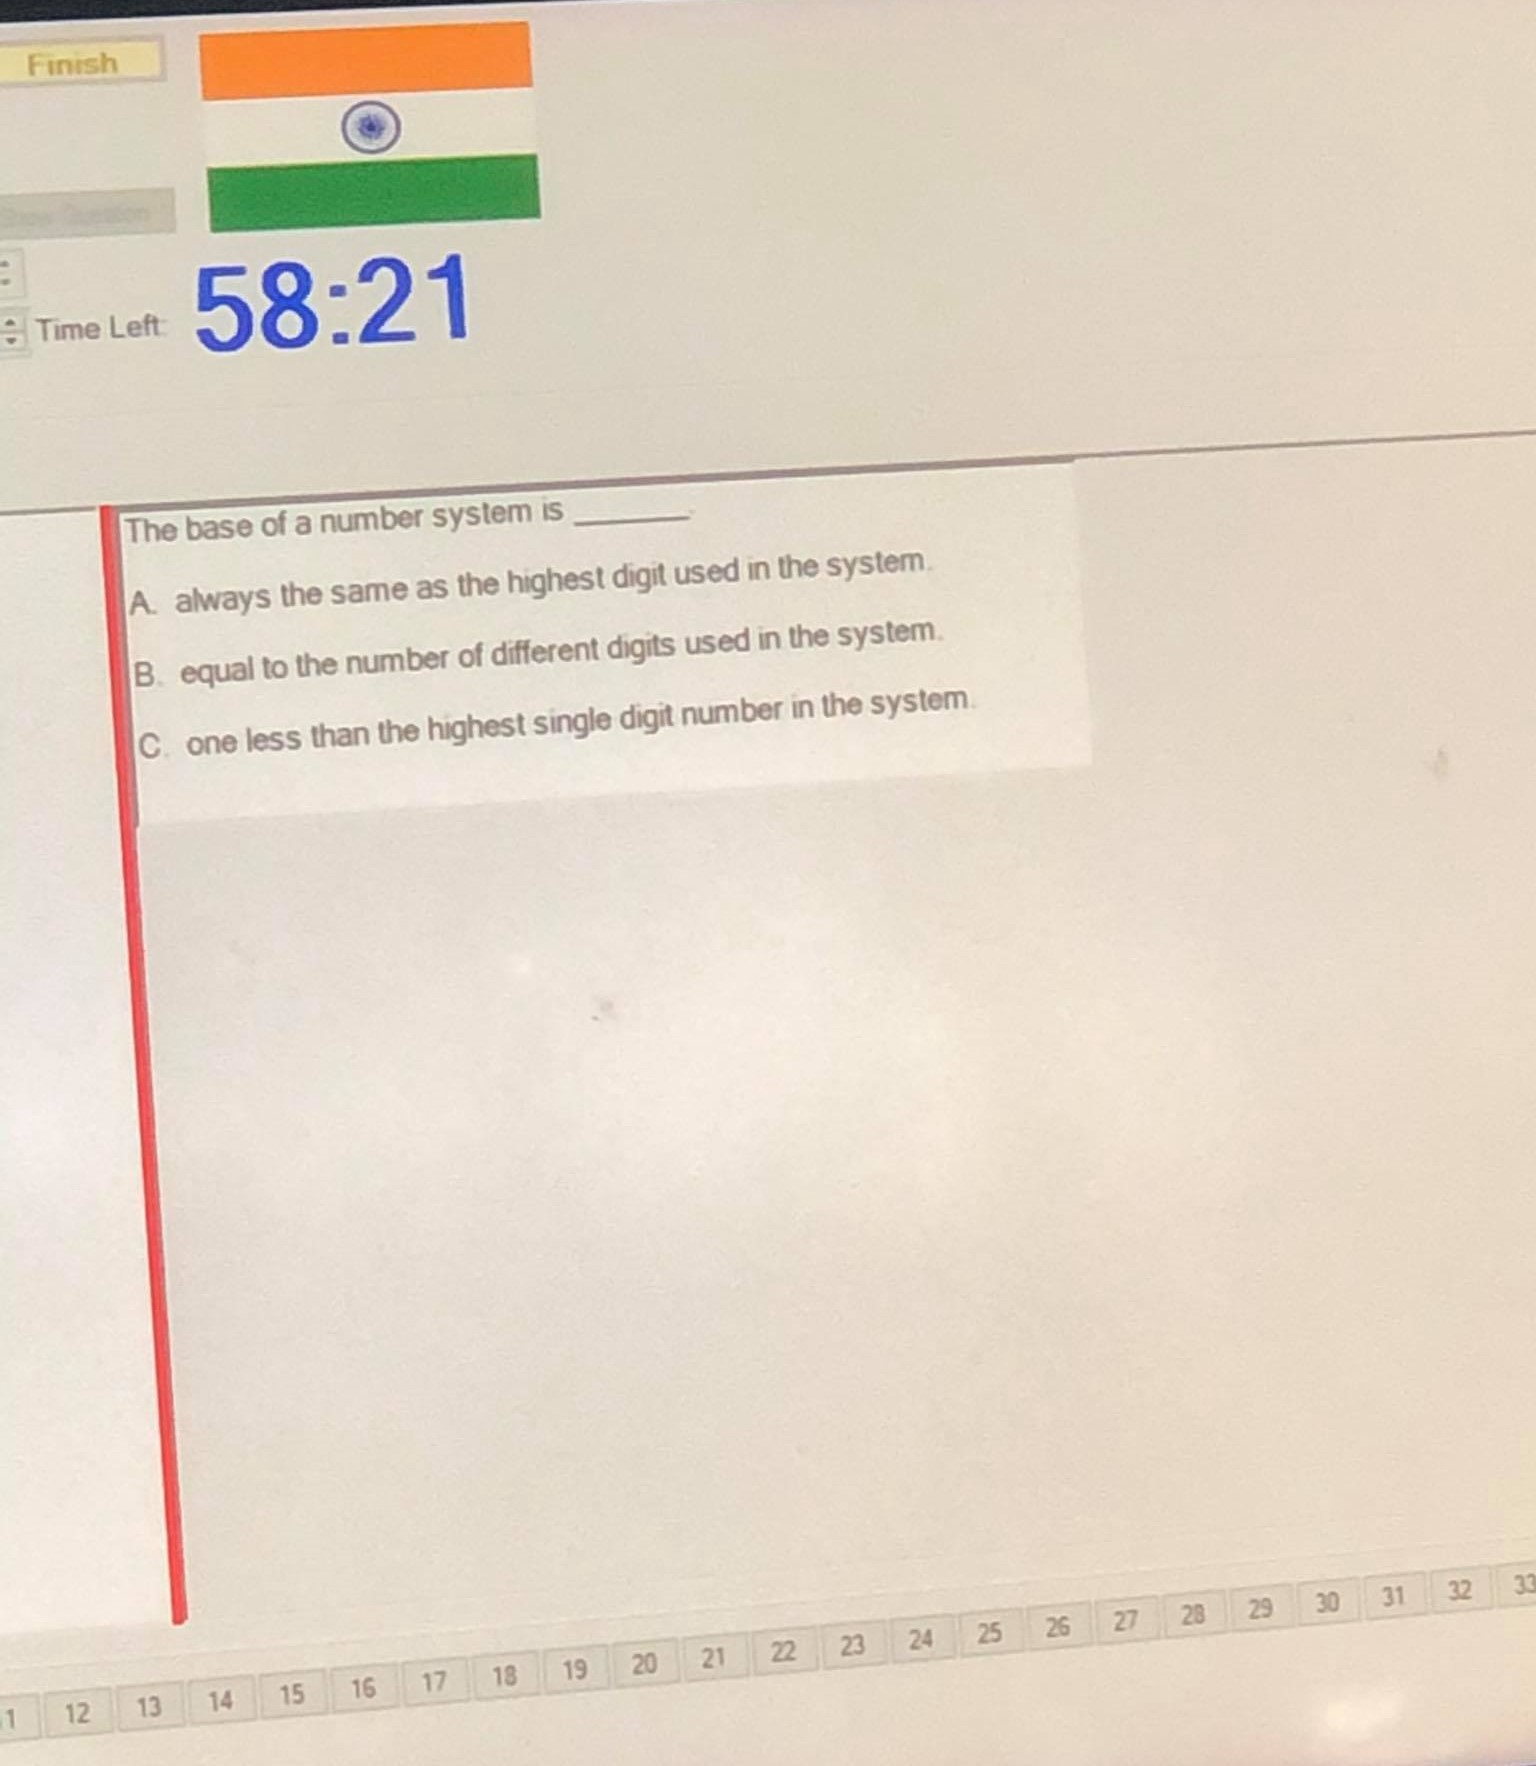 Finish
Time Left:
58:21
The base of a number system is ________.
A. always the same as the highest digit used in the system.
B. equal to the number of different digits used in the system.
C. one less than the highest single digit number in the system.
12 13 14 15 16 17 18 19 20 21 22 23 24 25 26 27 28 29 30 31 32 33